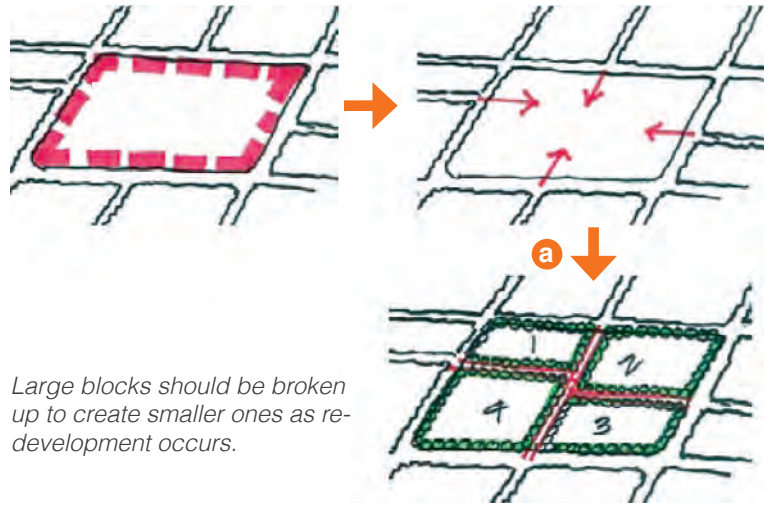 a
1
2
4
3
Large blocks should be broken
up to create smaller ones as re-
development occurs.